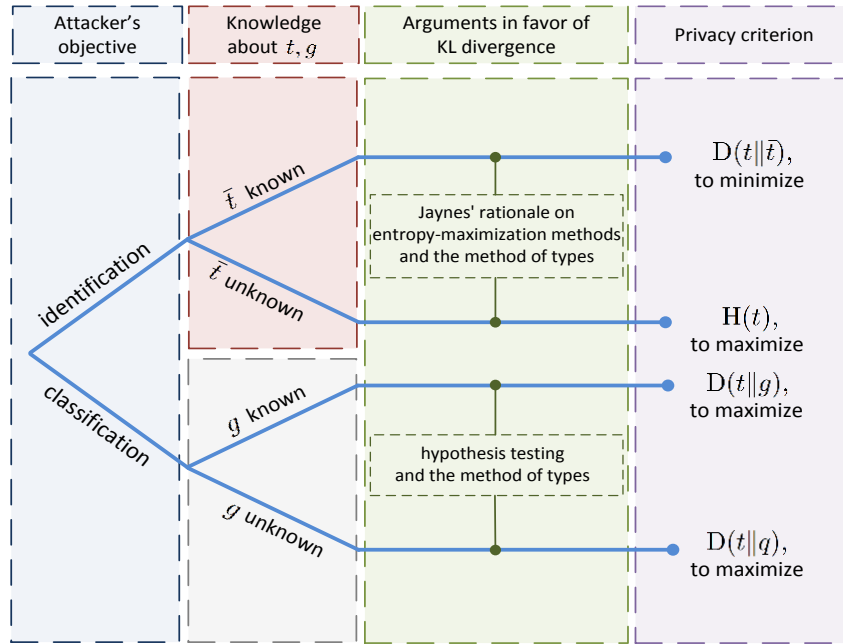 Attacker's
objective
Knowledge
about t, g
Arguments in favor of
KL divergence
Privacy criterion
identification
classification
t̄ known
t̄ unknown
g known
g unknown
Jaynes' rationale on
entropy-maximization methods
and the method of types
hypothesis testing
and the method of types
D(t‖t̄),
to minimize
H(t),
to maximize
D(t‖g),
to maximize
D(t‖q),
to maximize